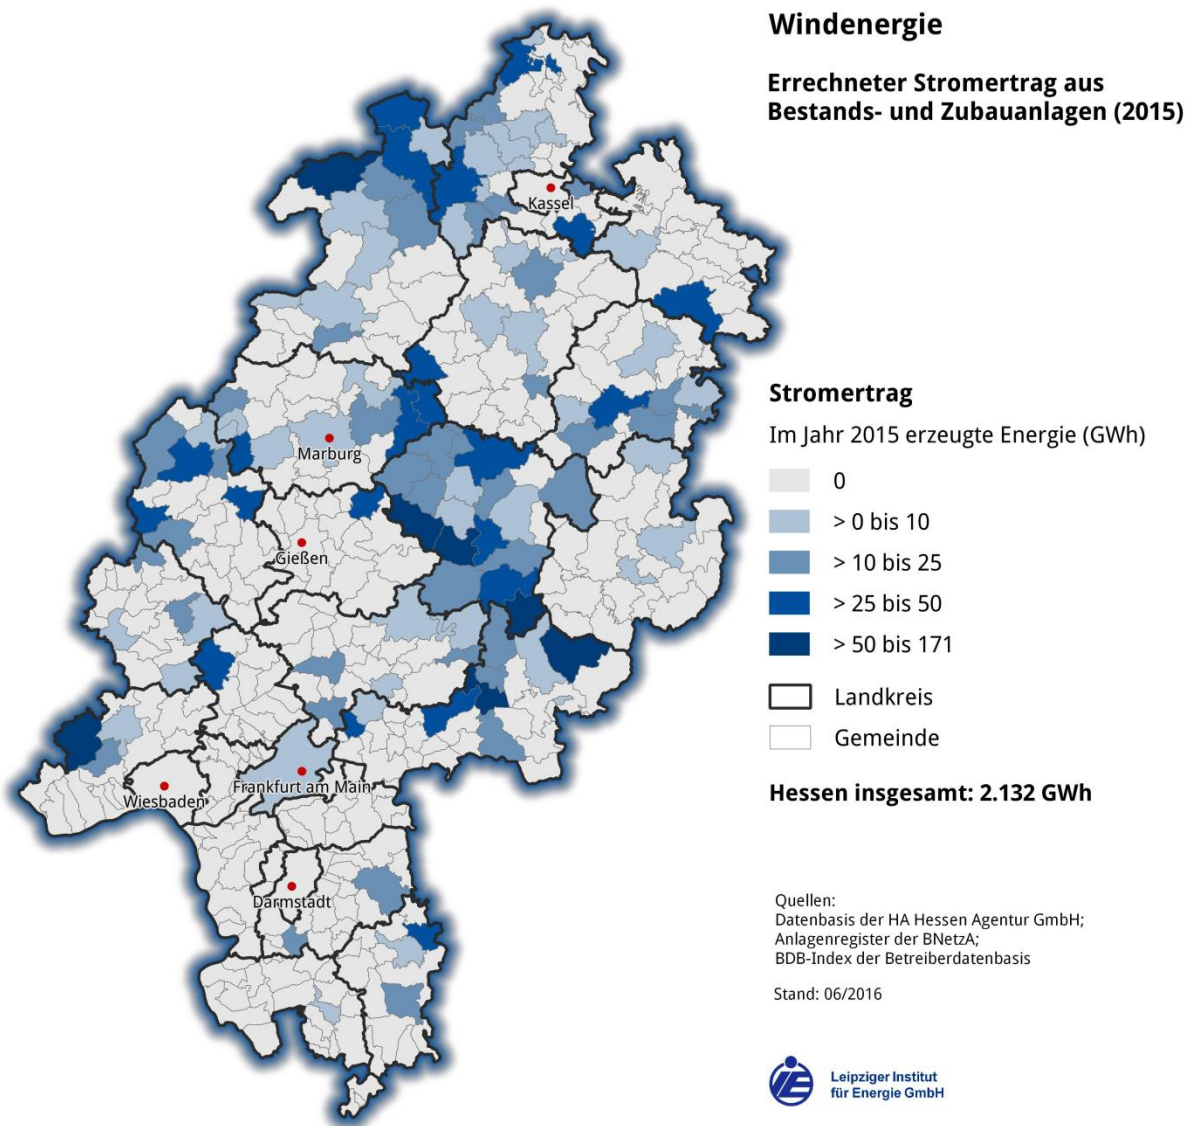 Windenergie
Errechneter Stromertrag aus
Bestands- und Zubauanlagen (2015)
Kassel
Marburg
Gießen
Frankfurt am Main
Wiesbaden
Darmstadt
Stromertrag
Im Jahr 2015 erzeugte Energie (GWh)
0
> 0 bis 10
> 10 bis 25
> 25 bis 50
> 50 bis 171
Landkreis
Gemeinde
Hessen insgesamt: 2.132 GWh
Quellen:
Datenbasis der HA Hessen Agentur GmbH;
Anlagenregister der BNetzA;
BDB-Index der Betreiberdatenbasis
Stand: 06/2016
Leipziger Institut
für Energie GmbH